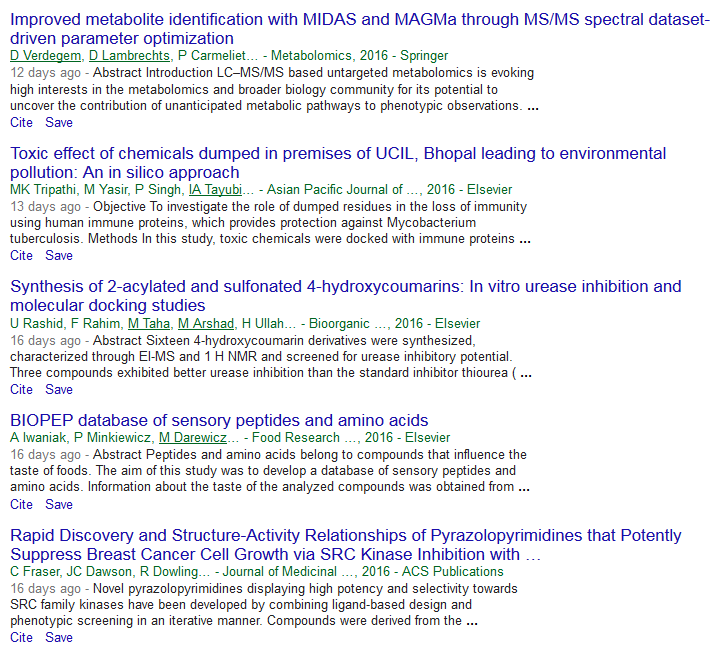 Improved metabolite identification with MIDAS and MAGMa through MS/MS spectral dataset-
driven parameter optimization
D Verdegem, D Lambrechts, P Carmeliet… - Metabolomics, 2016 - Springer
12 days ago - Abstract Introduction LC–MS/MS based untargeted metabolomics is evoking
high interests in the metabolomics and broader biology community for its potential to
uncover the contribution of unanticipated metabolic pathways to phenotypic observations. ...
Cite Save
Toxic effect of chemicals dumped in premises of UCIL, Bhopal leading to environmental
pollution: An in silico approach
MK Tripathi, M Yasir, P Singh, IA Tayubi… - Asian Pacific Journal of …, 2016 - Elsevier
13 days ago - Objective To investigate the role of dumped residues in the loss of immunity
using human immune proteins, which provides protection against Mycobacterium
tuberculosis. Methods In this study, toxic chemicals were docked with immune proteins ...
Cite Save
Synthesis of 2-acylated and sulfonated 4-hydroxycoumarins: In vitro urease inhibition and
molecular docking studies
U Rashid, F Rahim, M Taha, M Arshad, H Ullah… - Bioorganic …, 2016 - Elsevier
16 days ago - Abstract Sixteen 4-hydroxycoumarin derivatives were synthesized,
characterized through EI-MS and 1 H NMR and screened for urease inhibitory potential.
Three compounds exhibited better urease inhibition than the standard inhibitor thiourea ( ...
Cite Save
BIOPEP database of sensory peptides and amino acids
A Iwaniak, P Minkiewicz, M Darewicz… - Food Research …, 2016 - Elsevier
16 days ago - Abstract Peptides and amino acids belong to compounds that influence the
taste of foods. The aim of this study was to develop a database of sensory peptides and
amino acids. Information about the taste of the analyzed compounds was obtained from ...
Cite Save
Rapid Discovery and Structure-Activity Relationships of Pyrazolopyrimidines that Potently
Suppress Breast Cancer Cell Growth via SRC Kinase Inhibition with …
C Fraser, JC Dawson, R Dowling… - Journal of Medicinal …, 2016 - ACS Publications
16 days ago - Novel pyrazolopyrimidines displaying high potency and selectivity towards
SRC family kinases have been developed by combining ligand-based design and
phenotypic screening in an iterative manner. Compounds were derived from the ...
Cite Save